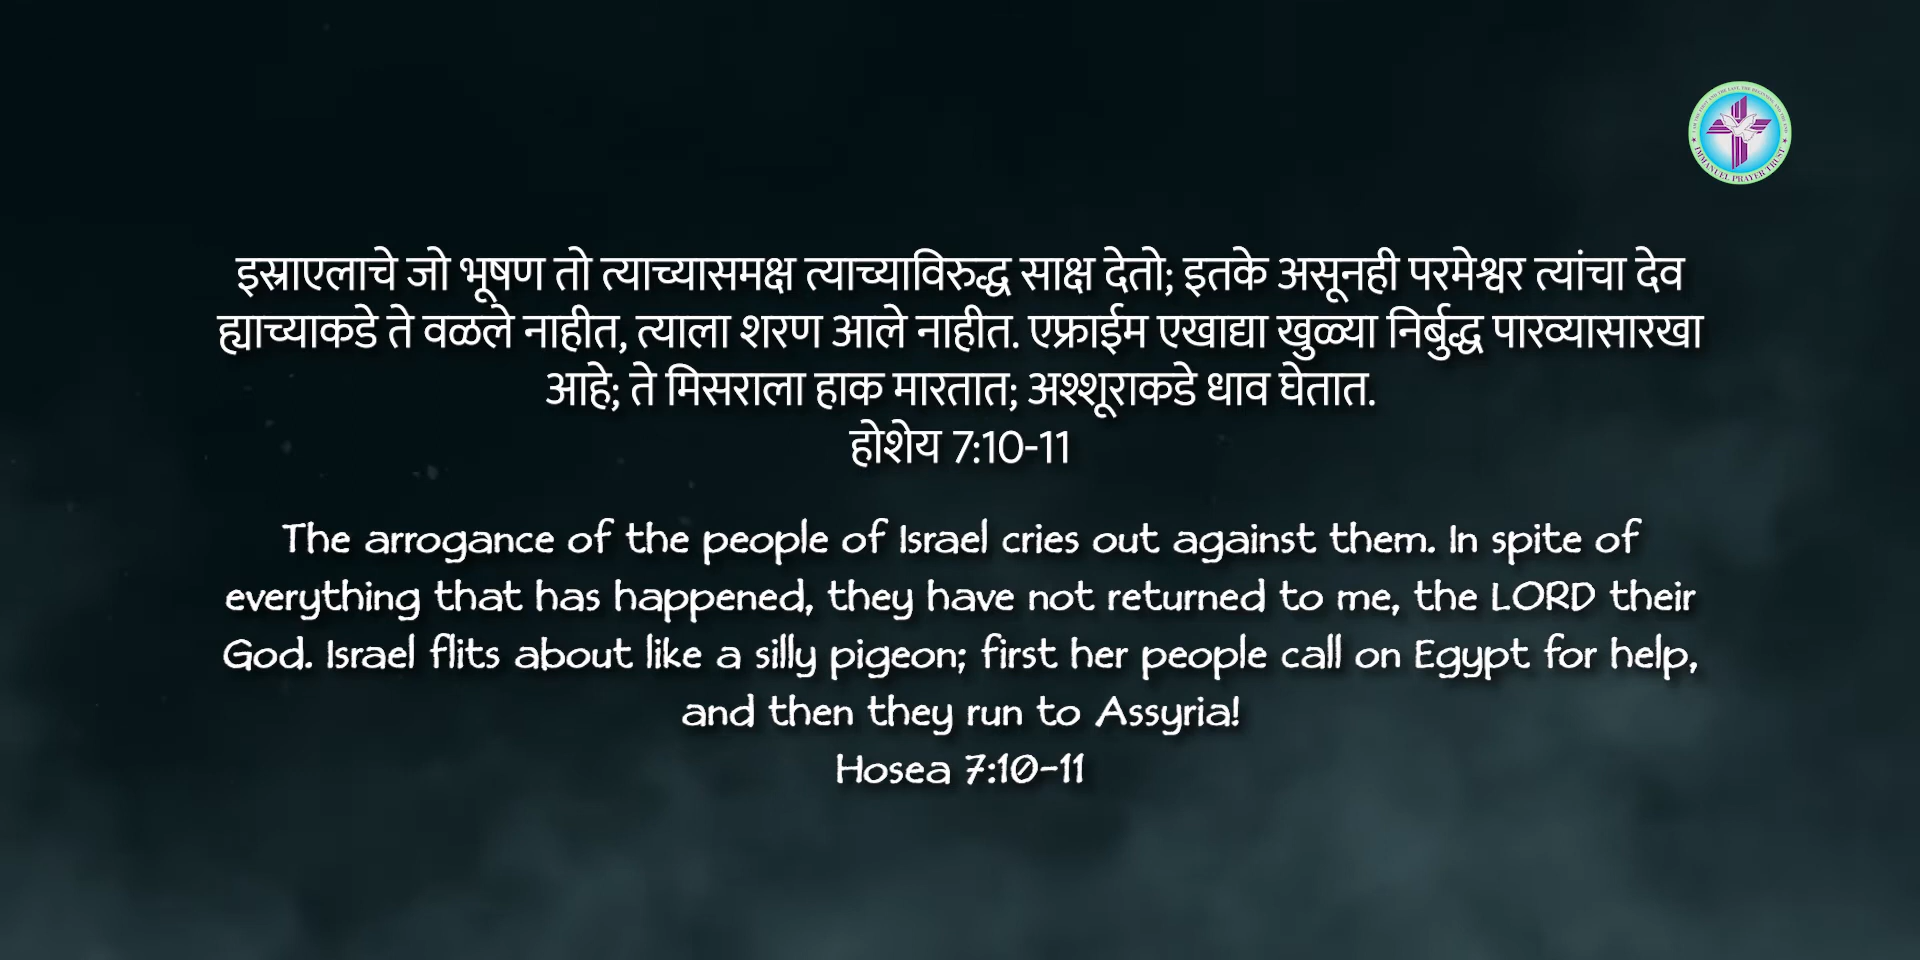 इस्राएलाचे जो भूषण तो त्याच्यासमक्ष त्याच्याविरुद्ध साक्ष देतो; इतके असूनही परमेश्वर त्यांचा देव
ह्याच्याकडे ते वळले नाहीत, त्याला शरण आले नाहीत. एफ्राईम एखाद्या खुळ्या निर्बुद्ध पारव्यासारखा
आहे; ते मिसराला हाक मारतात; अश्शूराकडे धाव घेतात.
होशेय 7:10-11
The arrogance of the people of Israel cries out against them. In spite of
everything that has happened, they have not returned to me, the LORD their
God. Israel flits about like a silly pigeon; first her people call on Egypt for help,
and then they run to Assyria!
Hosea 7:10-11
IMMANUEL PRAYER TRUST